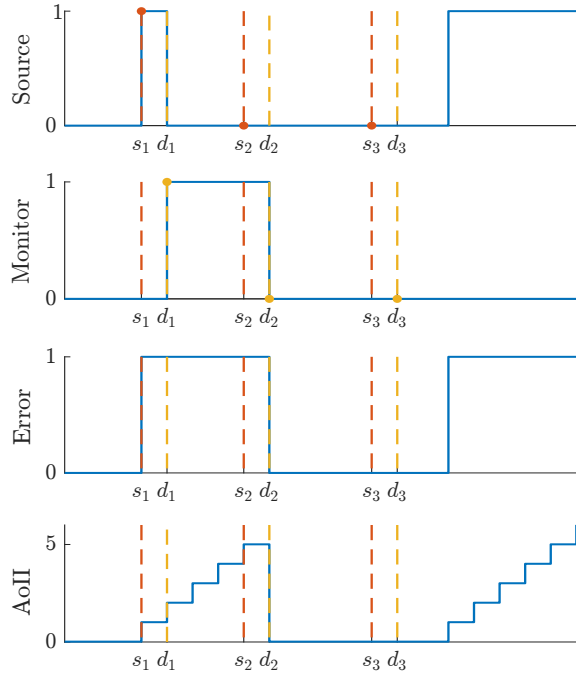 1
Source
0
s₁ d₁ s₂ d₂ s₃ d₃
1
Monitor
0
s₁ d₁ s₂ d₂ s₃ d₃
1
Error
0
s₁ d₁ s₂ d₂ s₃ d₃
5
AoII
0
s₁ d₁ s₂ d₂ s₃ d₃